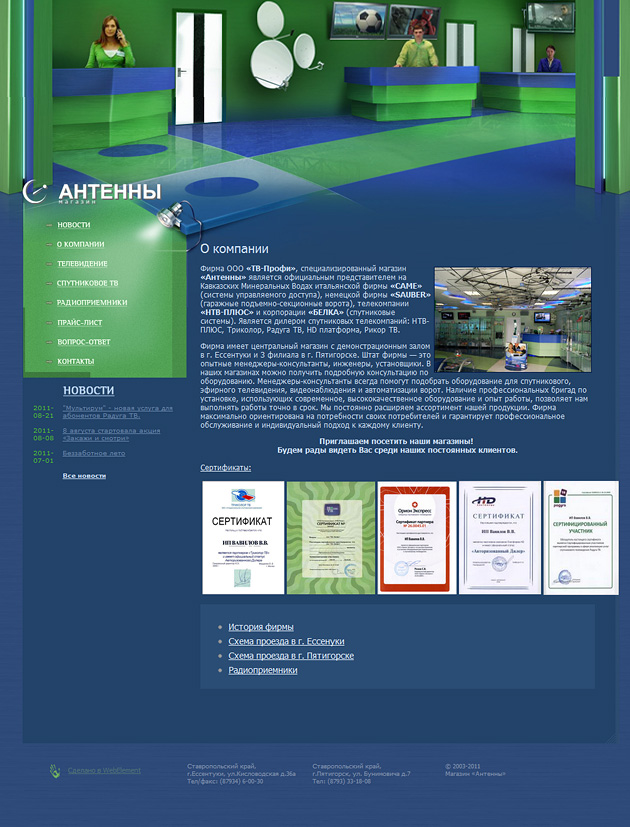 АНТЕННЫ
магазин
НОВОСТИ
О КОМПАНИИ
ТЕЛЕВИДЕНИЕ
СПУТНИКОВОЕ ТВ
РАДИОПРИЕМНИКИ
ПРАЙС-ЛИСТ
ВОПРОС-ОТВЕТ
КОНТАКТЫ
НОВОСТИ
2011-08-21
"Мультирум" - новая услуга для
абонентов Радуга ТВ.
2011-08-08
8 августа стартовала акция
«Закажи и смотри»
2011-07-01
Беззаботное лето
Все новости
О компании
Фирма ООО «ТВ-Профи», специализированный магазин
«Антенны» является официальным представителем на
Кавказских Минеральных Водах итальянской фирмы «CAME»
(системы управляемого доступа), немецкой фирмы «SAUBER»
(гаражные подъемно-секционные ворота), телекомпании
«НТВ-ПЛЮС» и корпорации «БЕЛКА» (спутниковые
системы). Является дилером спутниковых телекомпаний: НТВ-
ПЛЮС, Триколор, Радуга ТВ, HD платформа, Рикор ТВ.
Фирма имеет центральный магазин с демонстрационным залом
в г. Ессентуки и 3 филиала в г. Пятигорске. Штат фирмы — это
опытные менеджеры-консультанты, инженеры, установщики. В
наших магазинах можно получить подробную консультацию по
оборудованию. Менеджеры-консультанты всегда помогут подобрать оборудование для спутникового,
эфирного телевидения, видеонаблюдения и автоматизации ворот. Наличие профессиональных бригад по
установке, использующих современное, высококачественное оборудование и опыт работы, позволяет нам
выполнять работы точно в срок. Мы постоянно расширяем ассортимент нашей продукции. Фирма
максимально ориентирована на потребности своих потребителей и гарантирует профессиональное
обслуживание и индивидуальный подход к каждому клиенту.
Приглашаем посетить наши магазины!
Будем рады видеть Вас среди наших постоянных клиентов.
Сертификаты:
СЕРТИФИКАТ
ИП ВАВИЛОВ В.В.
СЕРТИФИКАТ №
Орион Экспресс
Сертификат партнера
HD
СЕРТИФИКАТ
ИП Вавилов В.В.
«Авторизованный Дилер»
радуга
СЕРТИФИЦИРОВАННЫЙ
УЧАСТНИК
История фирмы
Схема проезда в г. Ессенуки
Схема проезда в г. Пятигорске
Радиоприемники
Сделано в WebElement
Ставропольский край,
г.Ессентуки, ул.Кисловодская д.36а
Тел/факс: (87934) 6-00-30
Ставропольский край,
г.Пятигорск, ул. Бунимовича д.7
Тел: (8793) 33-18-08
© 2003-2011
Магазин «Антенны»